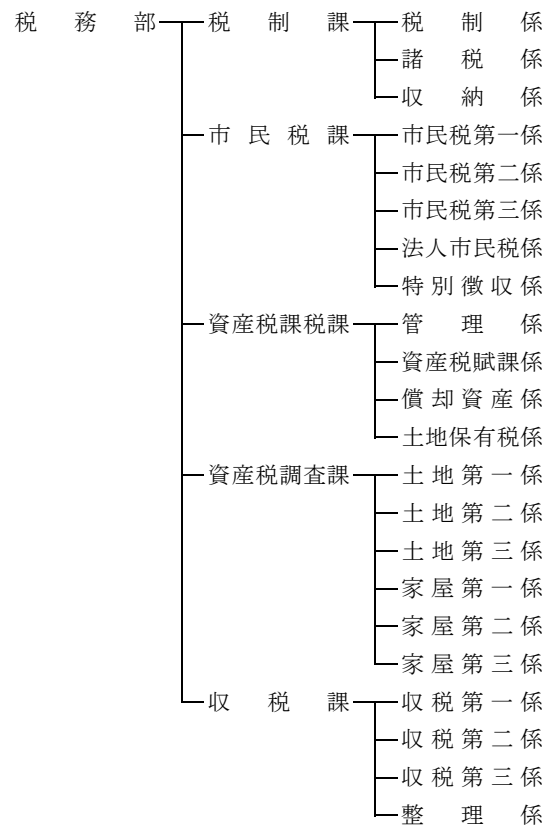 税務部 税制課 税制係
諸税係
収納係
市民税課 市民税第一係
市民税第二係
市民税第三係
法人市民税係
特別徴収係
資産税課税課 管理係
資産税賦課係
償却資産係
土地保有税係
資産税調査課 土地第一係
土地第二係
土地第三係
家屋第一係
家屋第二係
家屋第三係
収税課 収税第一係
収税第二係
収税第三係
整理係